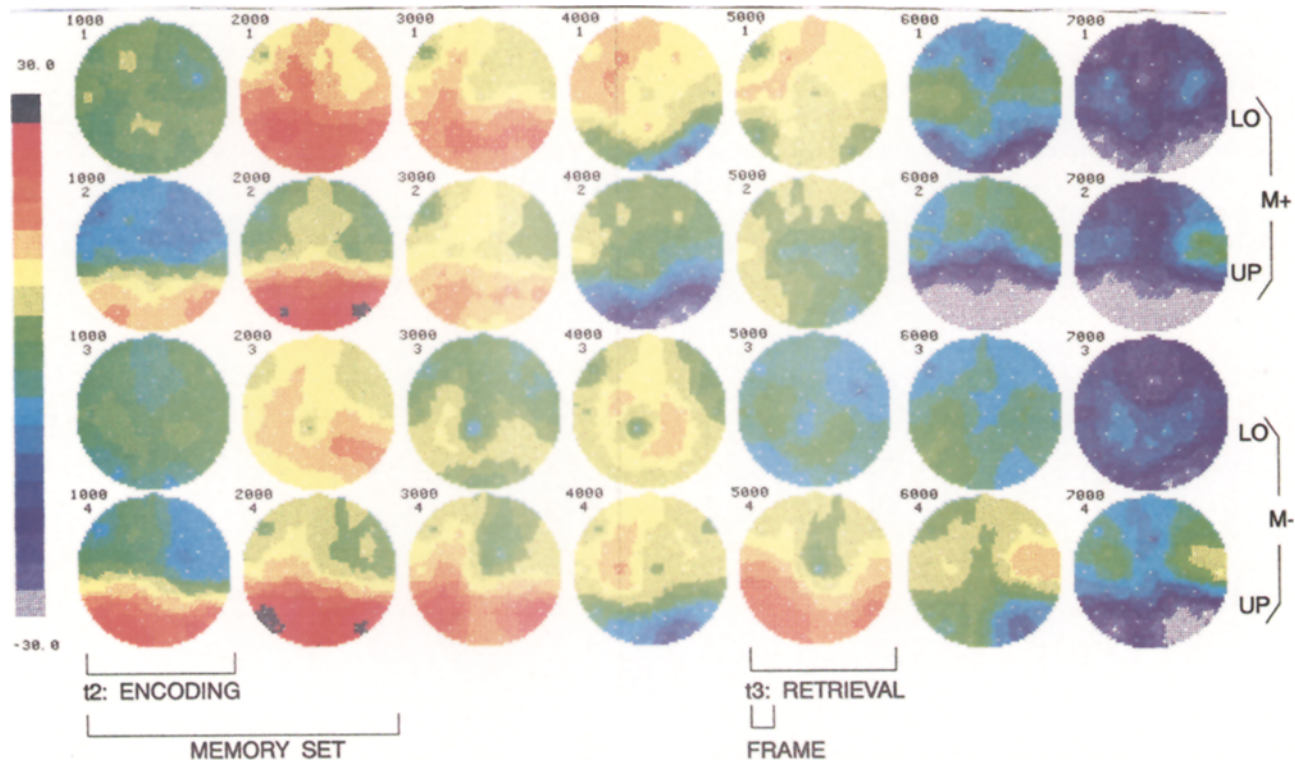 1000 2000 3000 4000 5000 6000 7000
1 1 1 1 1 1 1
30.0
LO
1000 2000 3000 4000 5000 6000 7000
2 2 2 2 2 2 2
M+
UP
1000 2000 3000 4000 5000 6000 7000
3 3 3 3 3 3 3
LO
1000 2000 3000 4000 5000 6000 7000
4 4 4 4 4 4 4
M-
UP
-30.0
t2: ENCODING
t3: RETRIEVAL
MEMORY SET
FRAME